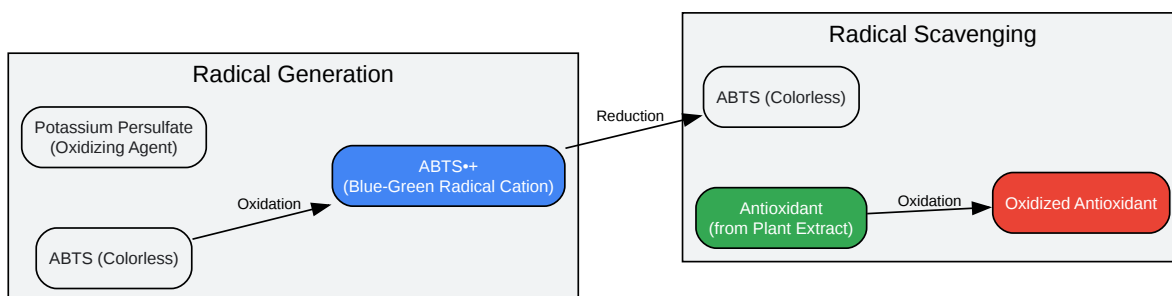 Radical Generation
Potassium Persulfate
(Oxidizing Agent)
ABTS (Colorless)
Oxidation
ABTS•+
(Blue-Green Radical Cation)
Reduction
Radical Scavenging
ABTS (Colorless)
Antioxidant
(from Plant Extract)
Oxidation
Oxidized Antioxidant